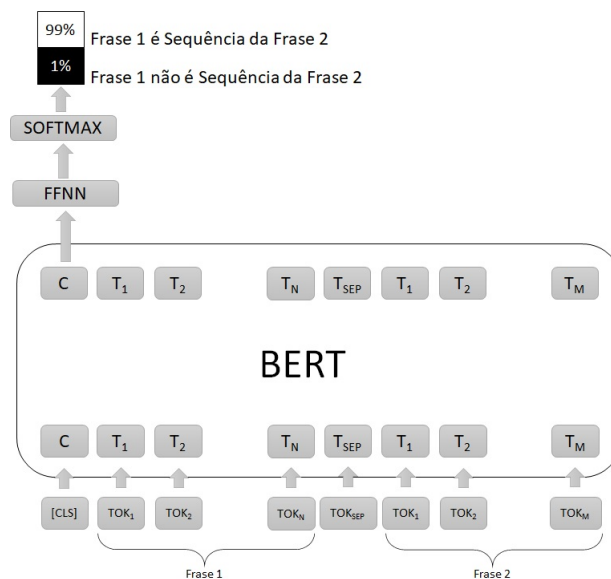 99%
Frase 1 é Sequência da Frase 2
1%
Frase 1 não é Sequência da Frase 2
SOFTMAX
FFNN
C T1 T2 TN TSEP T1 T2 TM
BERT
C T1 T2 TN TSEP T1 T2 TM
[CLS] TOK1 TOK2 TOKN TOKSEP TOK1 TOK2 TOKM
Frase 1 Frase 2